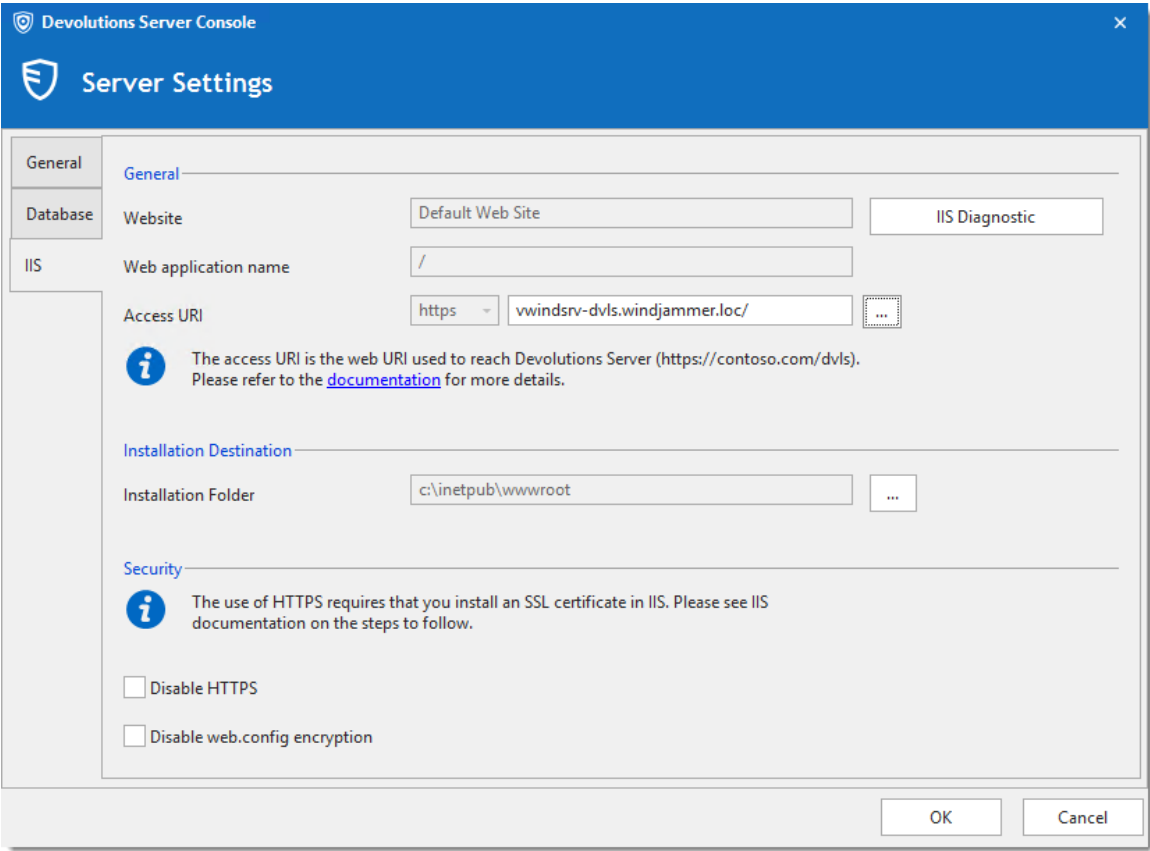 Devolutions Server Console
Server Settings
General
Database
IIS
General
Website
Default Web Site
IIS Diagnostic
Web application name
/
Access URI
https
vwindsrv-dvls.windjammer.loc/
...
The access URI is the web URI used to reach Devolutions Server (https://contoso.com/dvls).
Please refer to the documentation for more details.
Installation Destination
Installation Folder
c:\inetpub\wwwroot
...
Security
The use of HTTPS requires that you install an SSL certificate in IIS. Please see IIS
documentation on the steps to follow.
Disable HTTPS
Disable web.config encryption
OK
Cancel